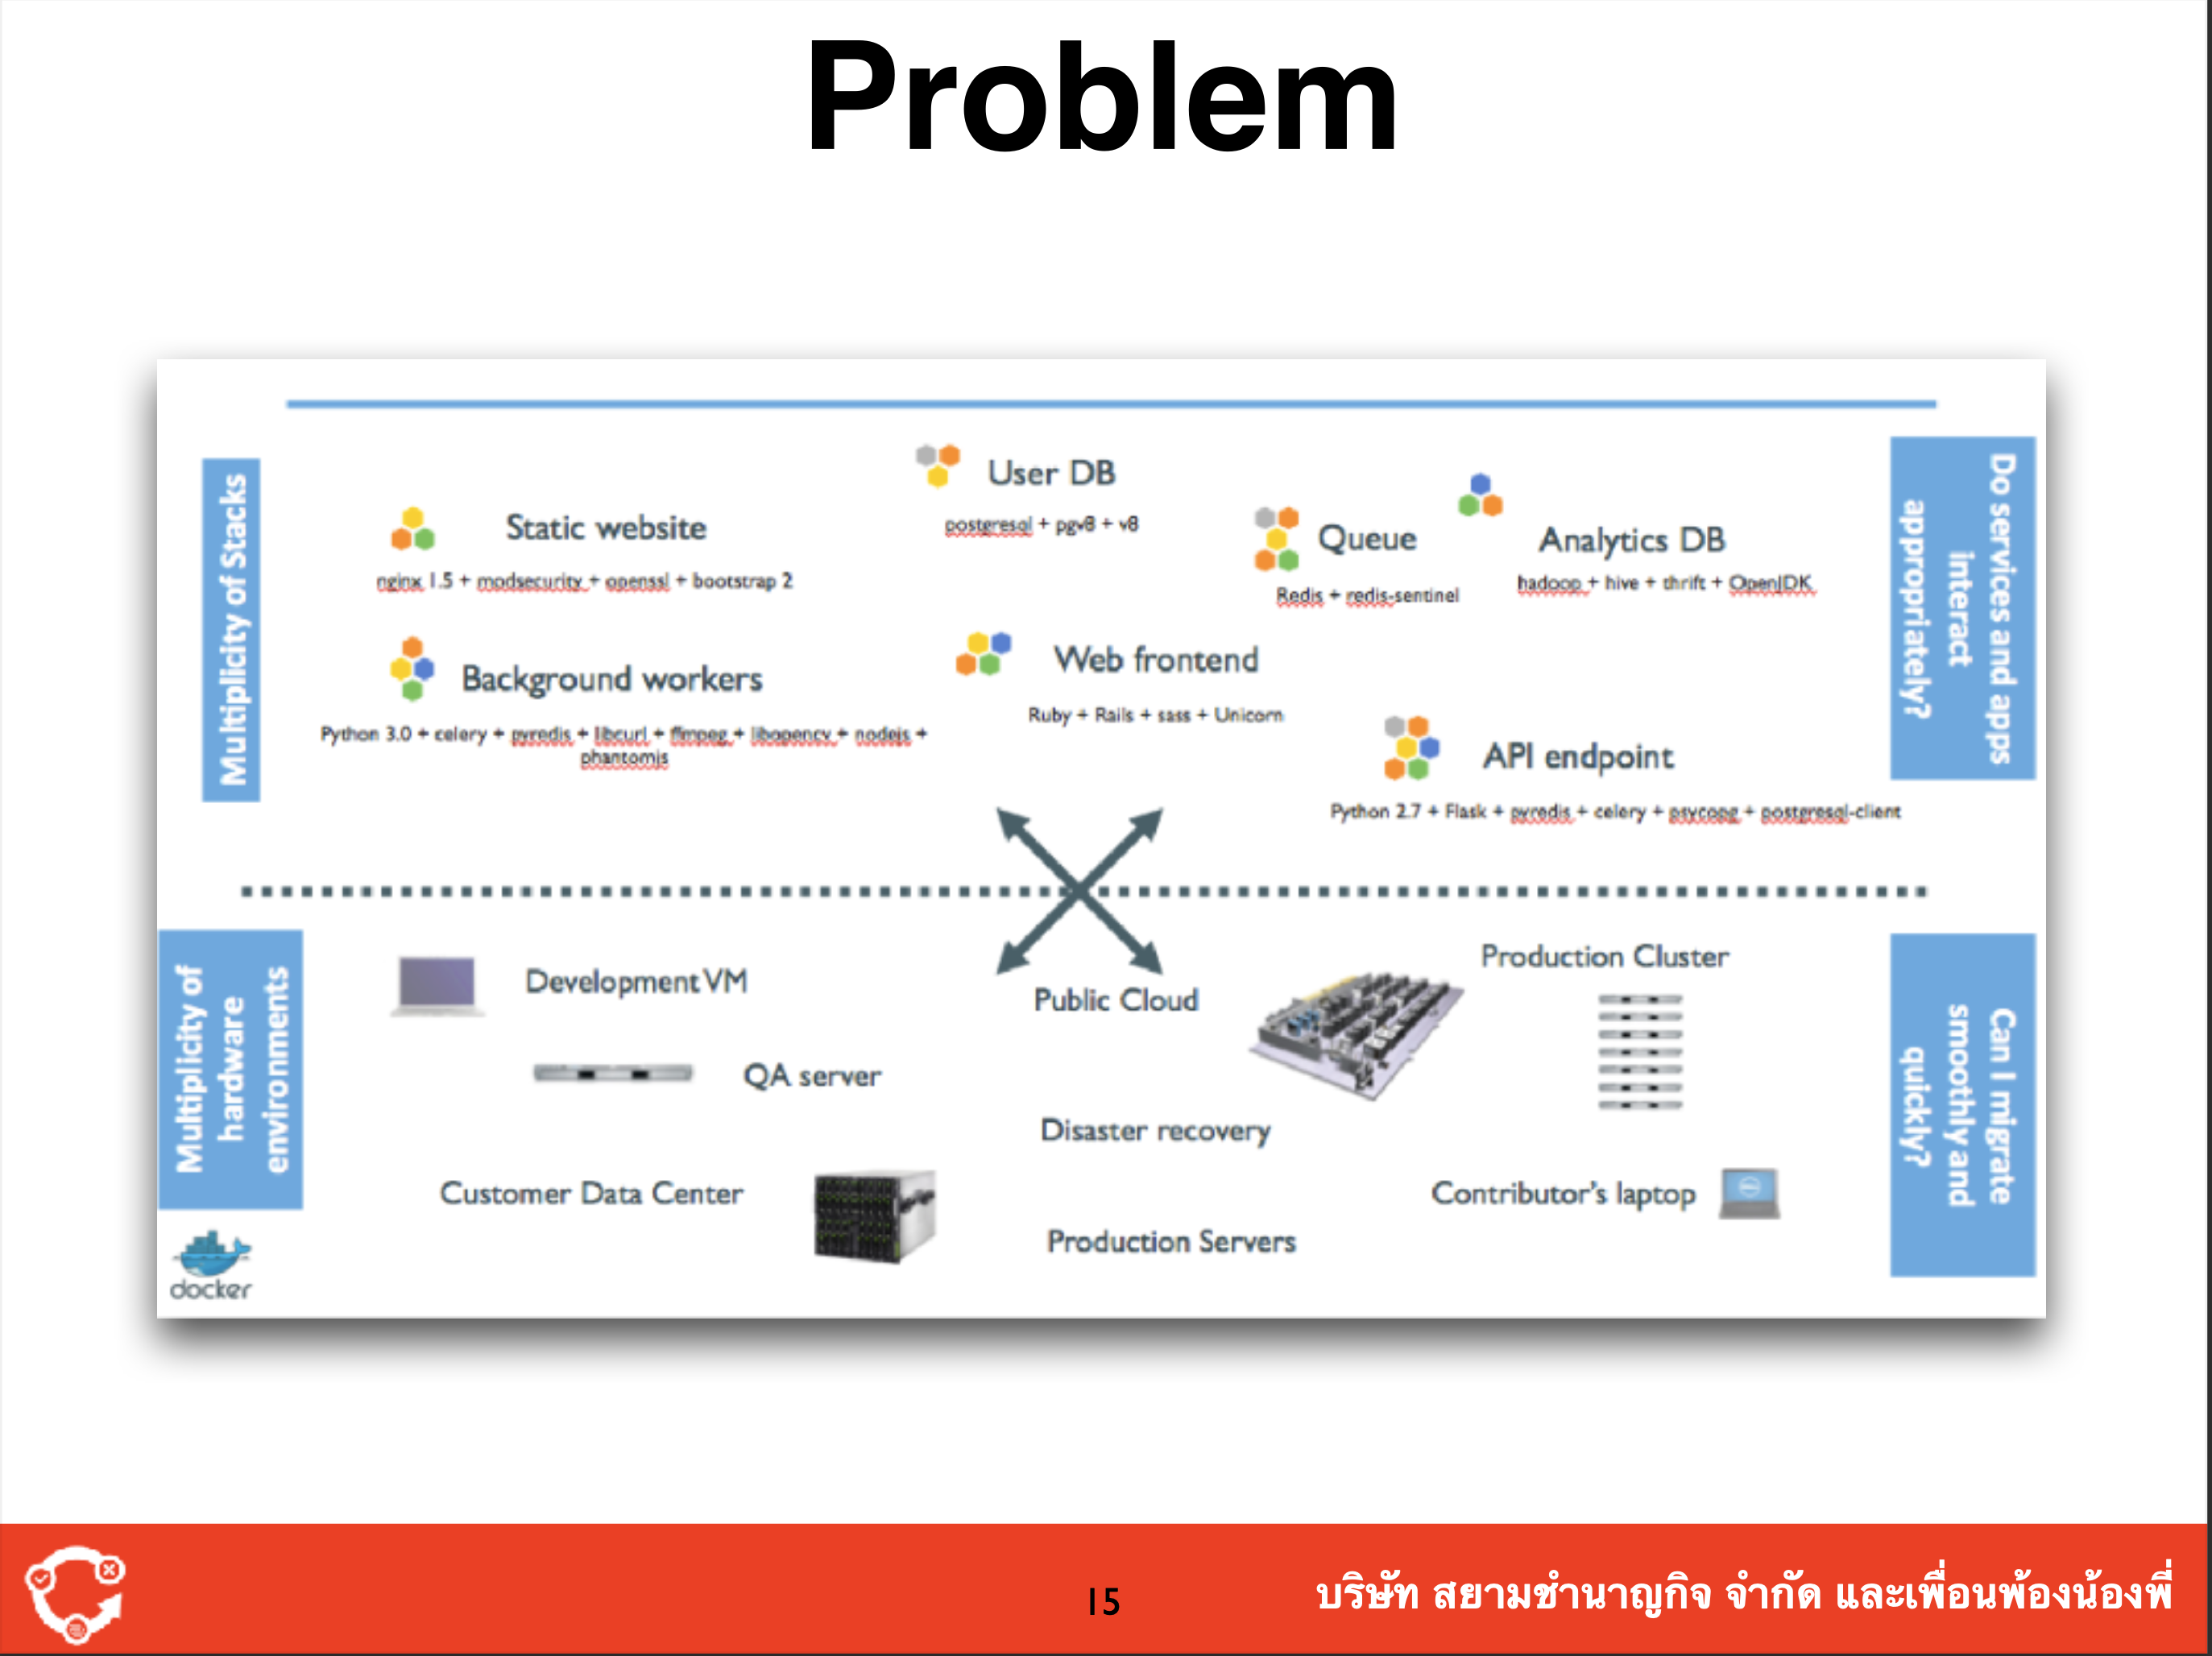 Problem
Multiplicity of Stacks
Static website
nginx 1.5 + modsecurity + openssl + bootstrap 2
Background workers
Python 3.0 + celery + pyredis + libcurl + ffmpeg + libopencv + nodejs +
phantomjs
User DB
postgresql + pgv8 + v8
Web frontend
Ruby + Rails + sass + Unicorn
Queue
Redis + redis-sentinel
Analytics DB
hadoop + hive + thrift + OpenJDK
API endpoint
Python 2.7 + Flask + pyredis + celery + psycopg + postgresql-client
Do services and apps
interact
appropriately?
Multiplicity of
hardware
environments
Development VM
QA server
Customer Data Center
Public Cloud
Disaster recovery
Production Servers
Production Cluster
Contributor's laptop
Can I migrate
smoothly and
quickly?
docker
15
บริษัท สยามชำนาญกิจ จำกัด และเพื่อนพ้องน้องพี่